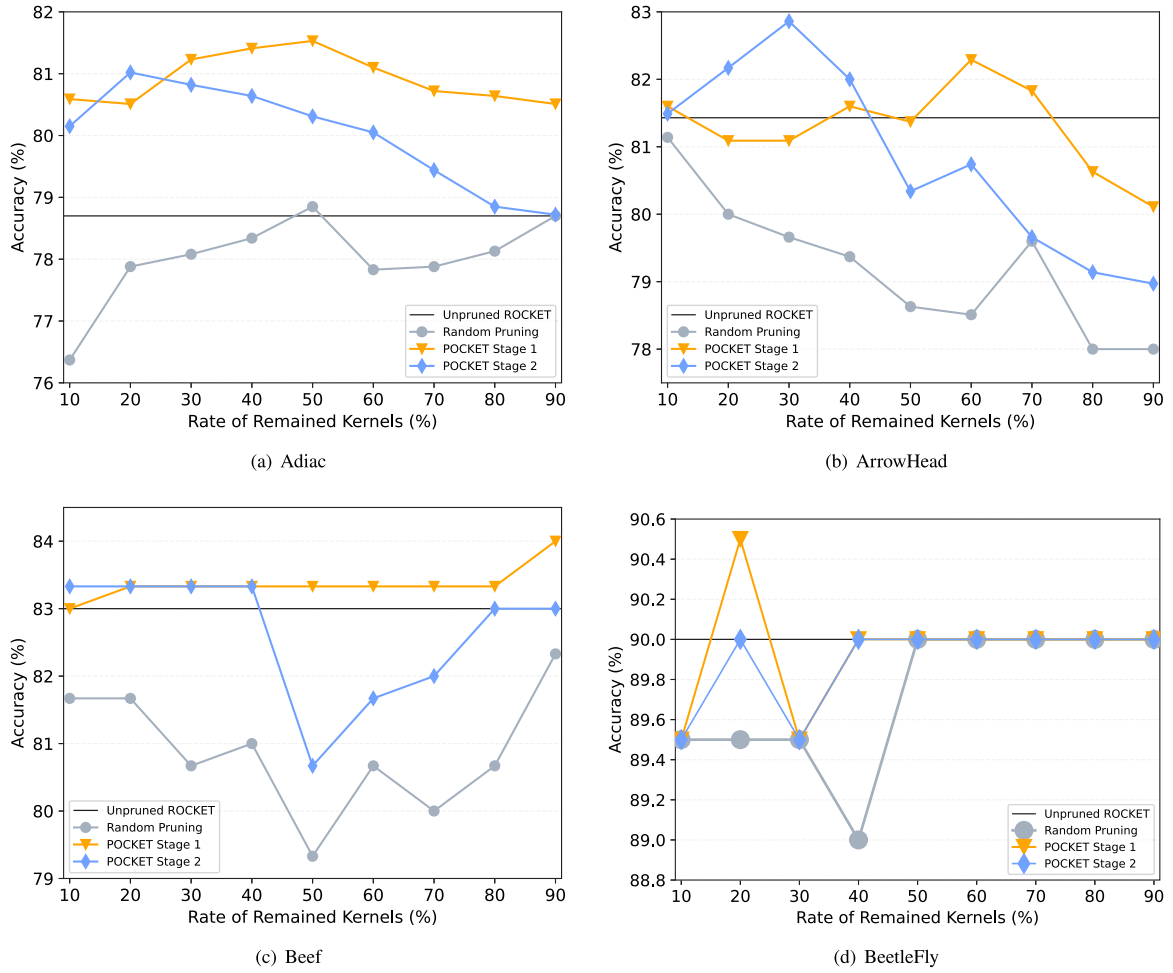 82
81
80
79
78
77
76
Accuracy (%)
10 20 30 40 50 60 70 80 90
Rate of Remained Kernels (%)
Unpruned ROCKET
Random Pruning
POCKET Stage 1
POCKET Stage 2
(a) Adiac
83
82
81
80
79
78
Accuracy (%)
10 20 30 40 50 60 70 80 90
Rate of Remained Kernels (%)
Unpruned ROCKET
Random Pruning
POCKET Stage 1
POCKET Stage 2
(b) ArrowHead
84
83
82
81
80
79
Accuracy (%)
10 20 30 40 50 60 70 80 90
Rate of Remained Kernels (%)
Unpruned ROCKET
Random Pruning
POCKET Stage 1
POCKET Stage 2
(c) Beef
90.6
90.4
90.2
90.0
89.8
89.6
89.4
89.2
89.0
88.8
Accuracy (%)
10 20 30 40 50 60 70 80 90
Rate of Remained Kernels (%)
Unpruned ROCKET
Random Pruning
POCKET Stage 1
POCKET Stage 2
(d) BeetleFly